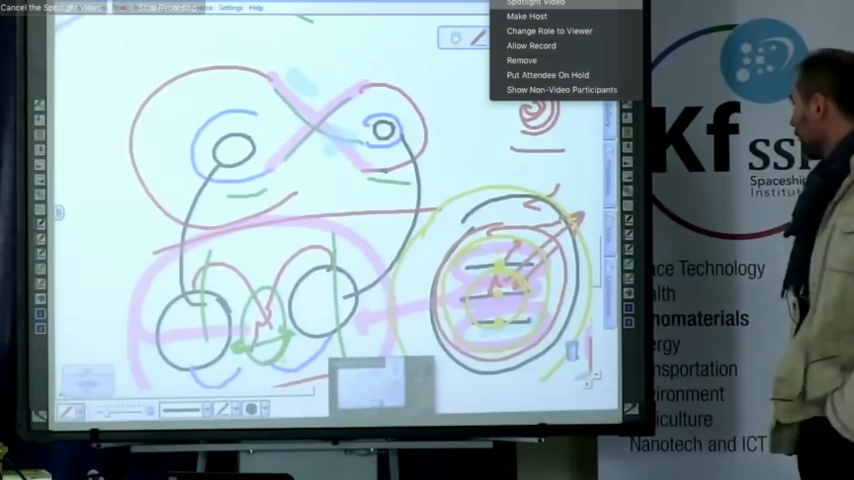 Cancel the Spotlight Video
Stop Recording
Settings Help
Spotlight Video
Make Host
Change Role to Viewer
Allow Record
Remove
Put Attendee On Hold
Show Non-Video Participants
Kf
Spaceship
Institu
ace Technology
alth
nomaterials
ergy
nsportation
vironment
iculture
Nanotech and ICT